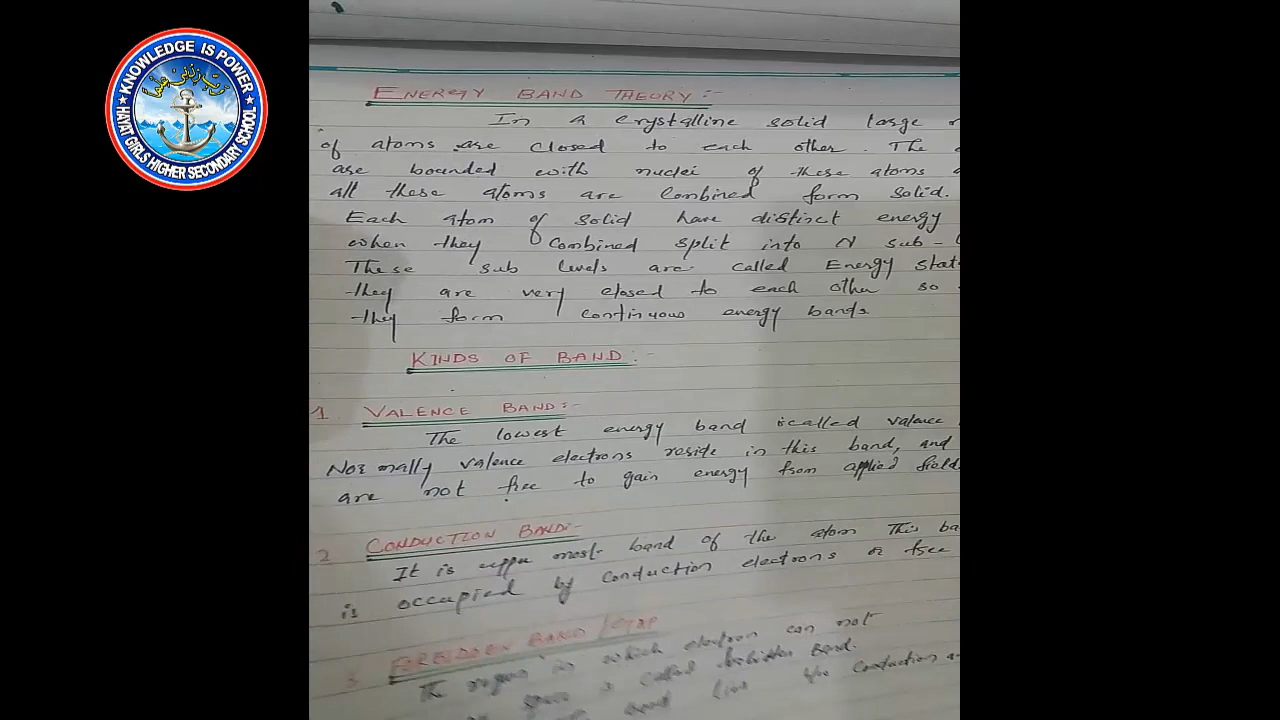 KNOWLEDGE IS POWER
رب زدنی علما
HAYAT GIRLS HIGHER SECONDARY SCHOOL
ENERGY BAND THEORY:-
In a crystalline solid large
of atoms are closed to each other. The
are bounded with nuclei of these atoms
all these atoms are combined form solid.
Each atom of solid have distinct energy
when they combined split into N sub-
These sub levels are called Energy Stat
they are very closed to each other so
they form continuous energy bands.
KINDS OF BAND:-
1 VALENCE BAND:-
The lowest energy band is called valence
Normally valence electrons reside in this band, and
are not free to gain energy from applied field
2 CONDUCTION BAND:-
It is upper most band of the atom This ba
is occupied by conduction electrons or free
3 FORBIDDEN BAND/GAP
The region in which electron can not
is called forbidden Band.
band lies conduction